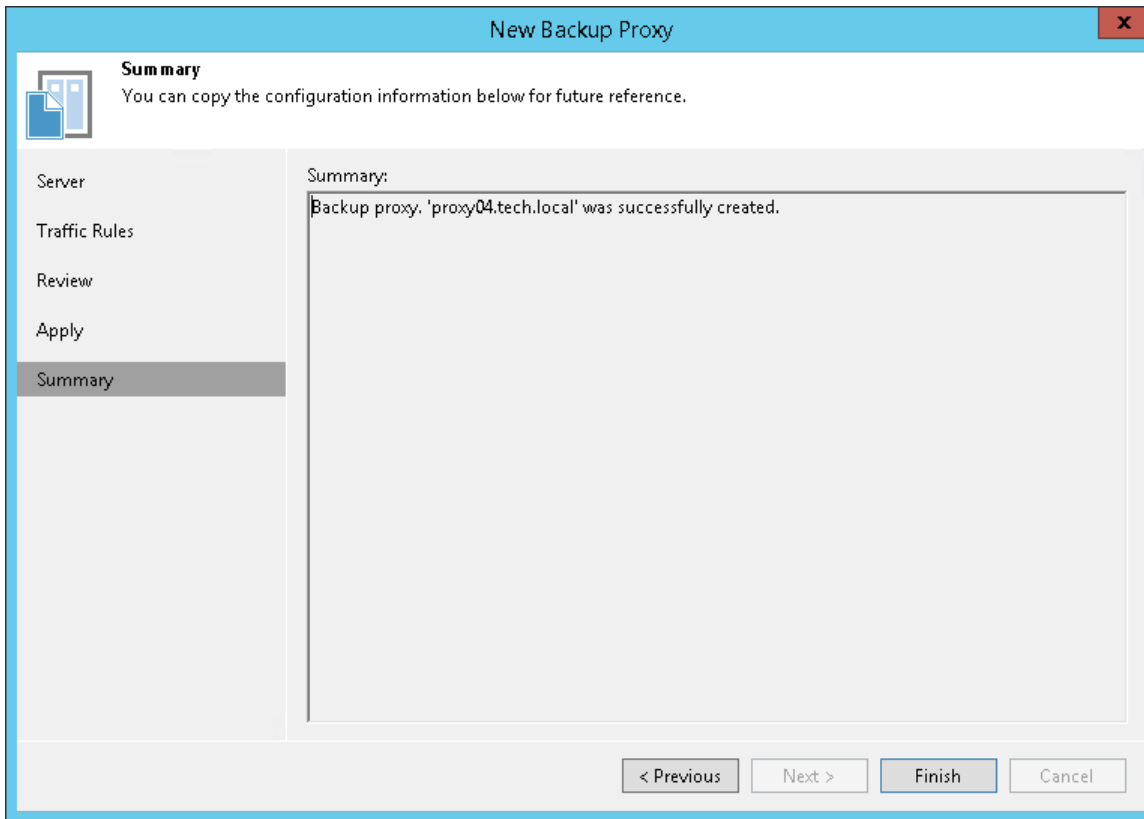 New Backup Proxy
x
Summary
You can copy the configuration information below for future reference.
Server
Traffic Rules
Review
Apply
Summary
Summary:
Backup proxy. 'proxy04.tech.local' was successfully created.
< Previous
Next >
Finish
Cancel